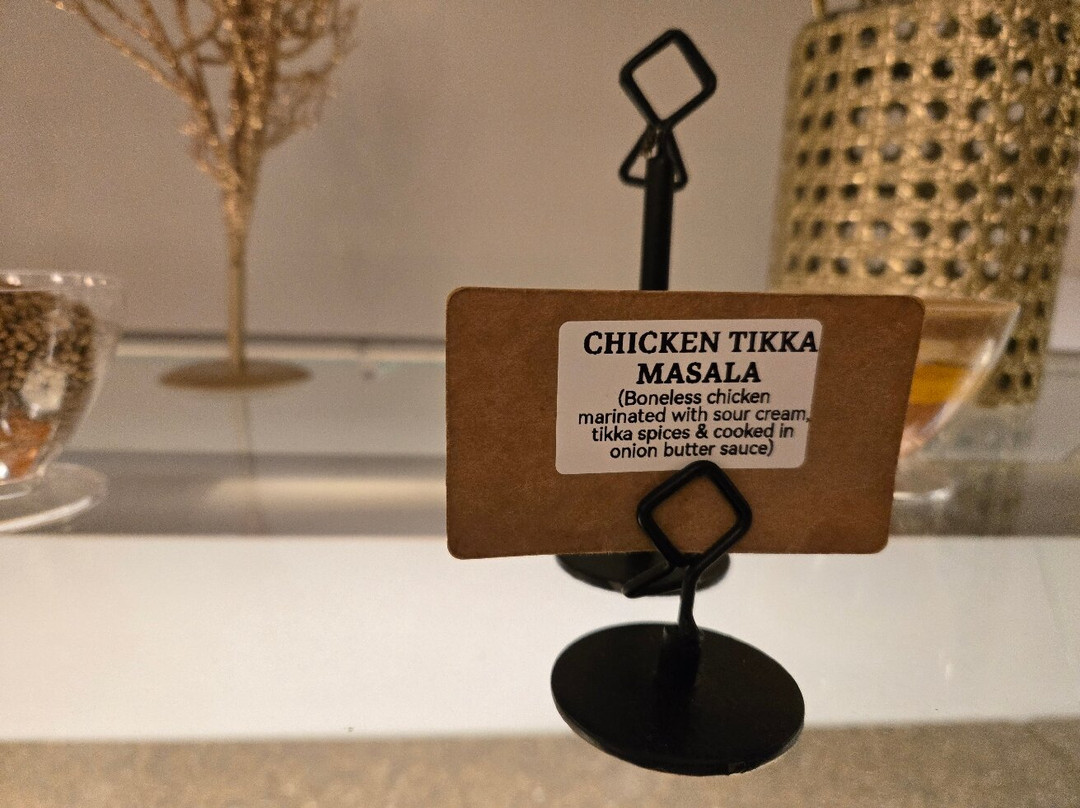 CHICKEN TIKKA
MASALA
(Boneless chicken
marinated with sour cream,
tikka spices & cooked in
onion butter sauce)